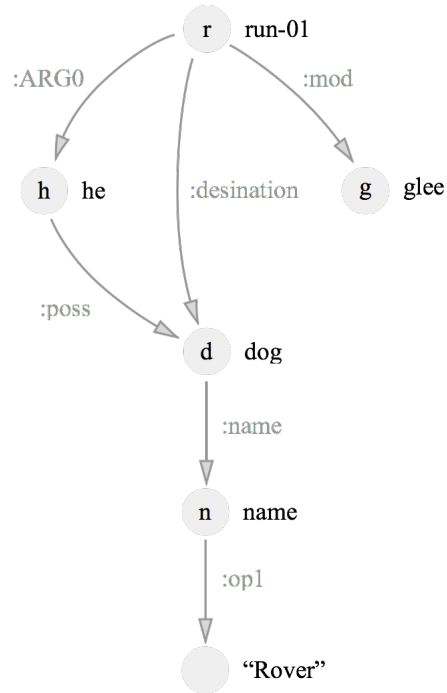 r run-01
:ARG0
:mod
h he
:desination
g glee
:poss
d dog
:name
n name
:op1
“Rover”